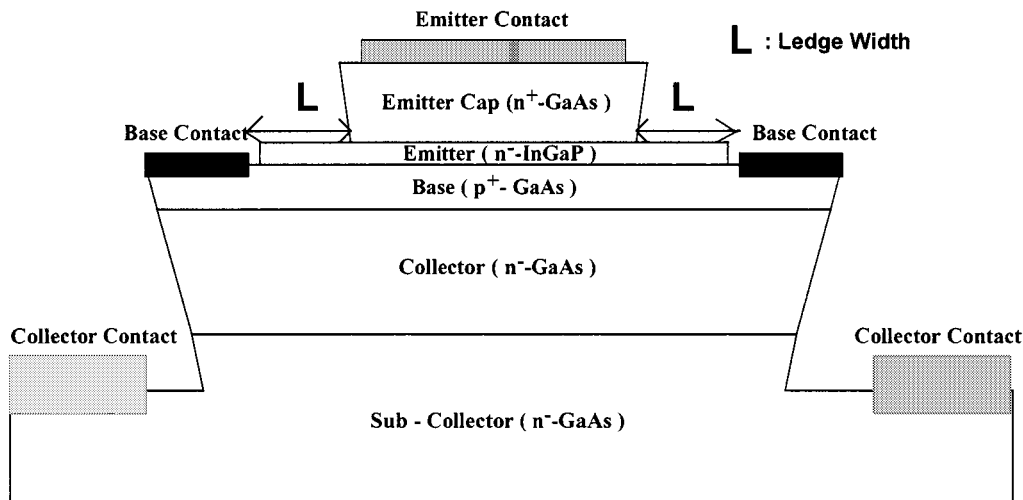 Emitter Contact
L : Ledge Width
L
Emitter Cap (n⁺-GaAs )
L
Base Contact
Base Contact
Emitter ( n⁻-InGaP)
Base ( p⁺- GaAs )
Collector ( n⁻-GaAs )
Collector Contact
Collector Contact
Sub - Collector ( n⁻-GaAs )